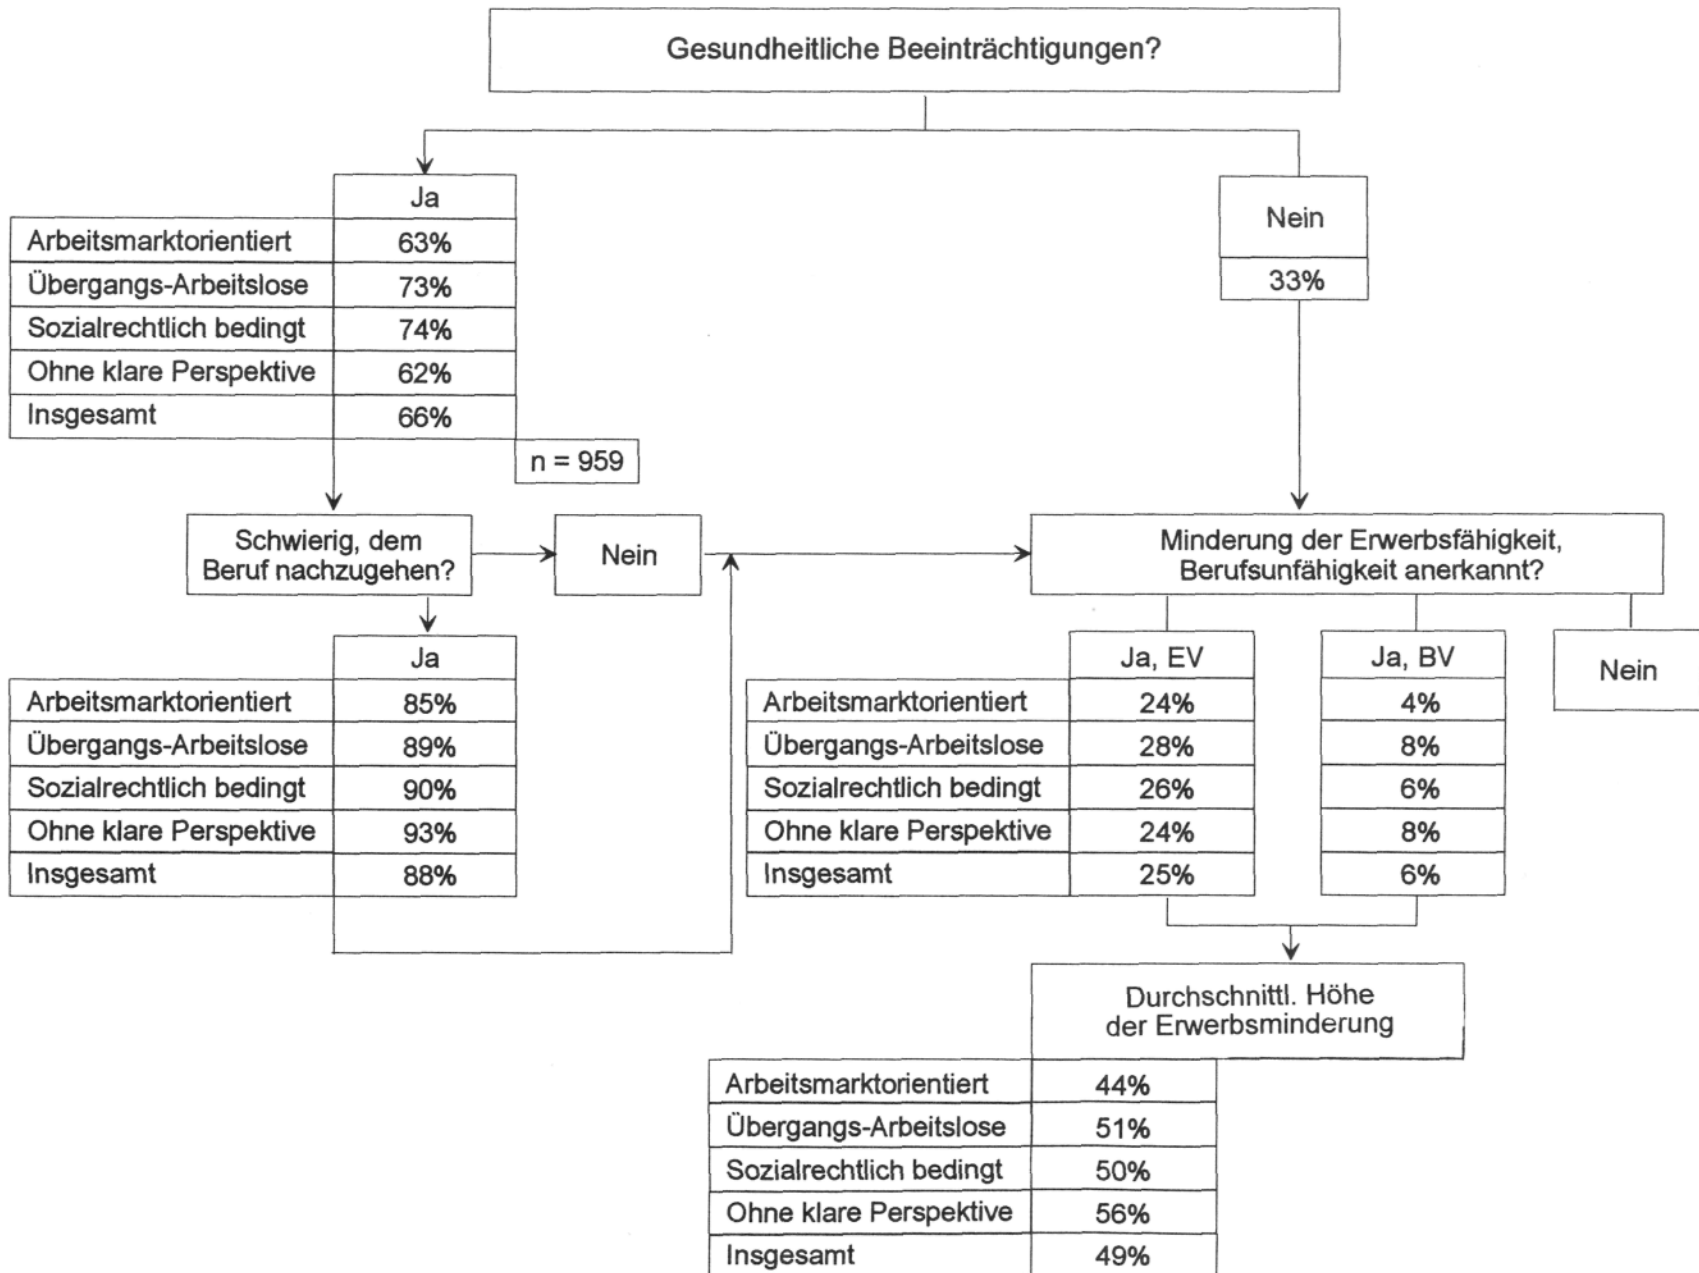 Gesundheitliche Beeinträchtigungen?
Ja
Arbeitsmarktorientiert 63%
Übergangs-Arbeitslose 73%
Sozialrechtlich bedingt 74%
Ohne klare Perspektive 62%
Insgesamt 66%
n = 959
Nein
33%
Schwierig, dem
Beruf nachzugehen?
Nein
Ja
Arbeitsmarktorientiert 85%
Übergangs-Arbeitslose 89%
Sozialrechtlich bedingt 90%
Ohne klare Perspektive 93%
Insgesamt 88%
Minderung der Erwerbsfähigkeit,
Berufsunfähigkeit anerkannt?
Ja, EV Ja, BV
Arbeitsmarktorientiert 24% 4%
Übergangs-Arbeitslose 28% 8%
Sozialrechtlich bedingt 26% 6%
Ohne klare Perspektive 24% 8%
Insgesamt 25% 6%
Nein
Durchschnittl. Höhe
der Erwerbsminderung
Arbeitsmarktorientiert 44%
Übergangs-Arbeitslose 51%
Sozialrechtlich bedingt 50%
Ohne klare Perspektive 56%
Insgesamt 49%